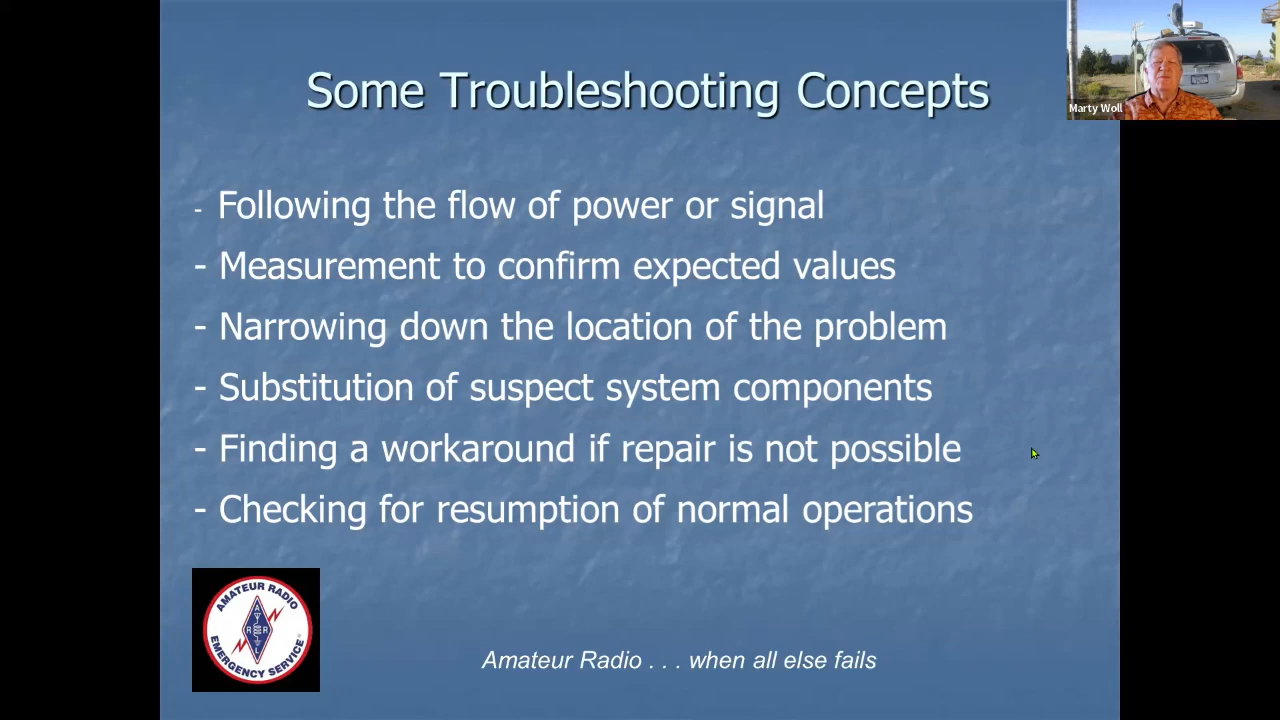 Some Troubleshooting Concepts
Marty Woll
- Following the flow of power or signal
- Measurement to confirm expected values
- Narrowing down the location of the problem
- Substitution of suspect system components
- Finding a workaround if repair is not possible
- Checking for resumption of normal operations
AMATEUR RADIO
A
R R
L
EMERGENCY SERVICE
Amateur Radio . . . when all else fails